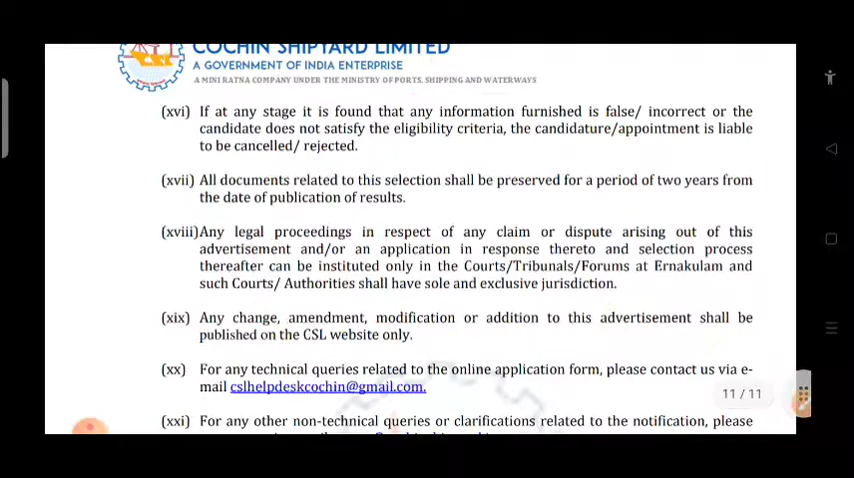 COCHIN SHIPYARD LIMITED
A GOVERNMENT OF INDIA ENTERPRISE
A MINI RATNA COMPANY UNDER THE MINISTRY OF PORTS, SHIPPING AND WATERWAYS
(xvi) If at any stage it is found that any information furnished is false/ incorrect or the
candidate does not satisfy the eligibility criteria, the candidature/appointment is liable
to be cancelled/ rejected.
(xvii) All documents related to this selection shall be preserved for a period of two years from
the date of publication of results.
(xviii)Any legal proceedings in respect of any claim or dispute arising out of this
advertisement and/or an application in response thereto and selection process
thereafter can be instituted only in the Courts/Tribunals/Forums at Ernakulam and
such Courts/ Authorities shall have sole and exclusive jurisdiction.
(xix) Any change, amendment, modification or addition to this advertisement shall be
published on the CSL website only.
(xx) For any technical queries related to the online application form, please contact us via e-
mail cslhelpdeskcochin@gmail.com.
11 / 11
(xxi) For any other non-technical queries or clarifications related to the notification, please